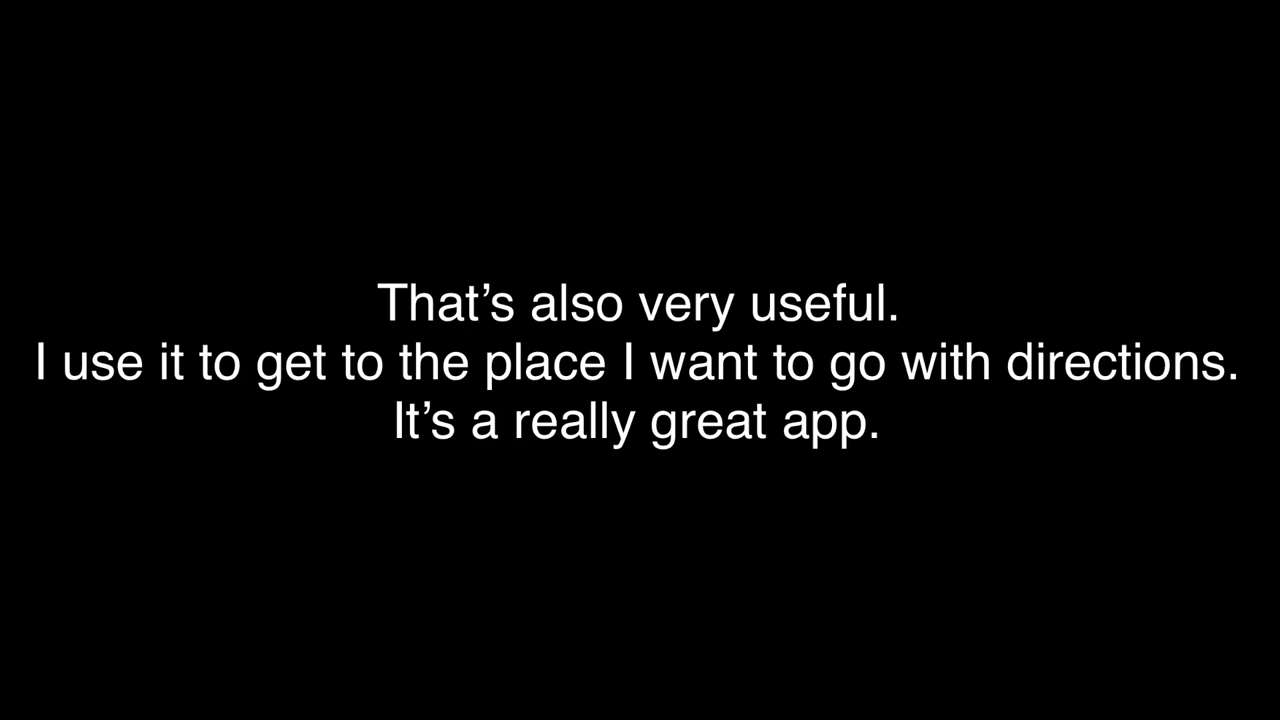 That’s also very useful.
I use it to get to the place I want to go with directions.
It’s a really great app.